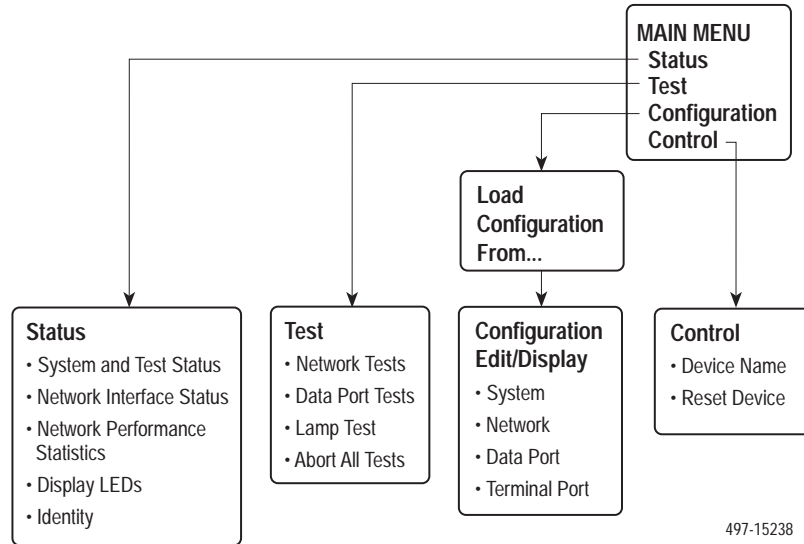 MAIN MENU
Status
Test
Configuration
Control
Load
Configuration
From...
Status
• System and Test Status
• Network Interface Status
• Network Performance
Statistics
• Display LEDs
• Identity
Test
• Network Tests
• Data Port Tests
• Lamp Test
• Abort All Tests
Configuration
Edit/Display
• System
• Network
• Data Port
• Terminal Port
Control
• Device Name
• Reset Device
497-15238